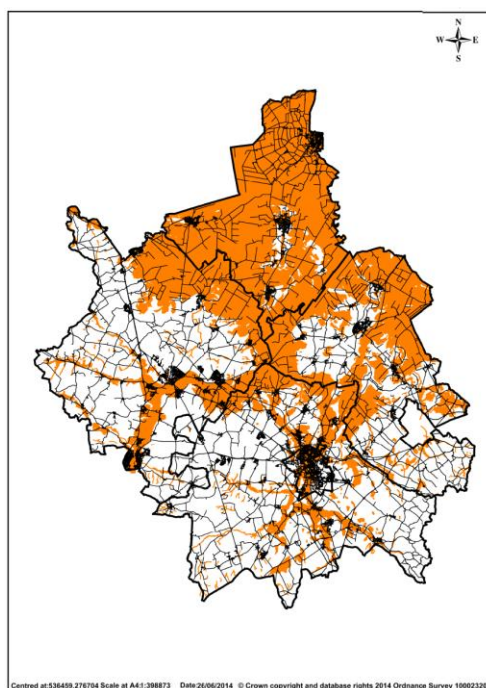 N
W E
S
Centred at:536459,276704 Scale at A4:1:398873 Date:26/06/2014 © Crown copyright and database rights 2014 Ordnance Survey 10002320